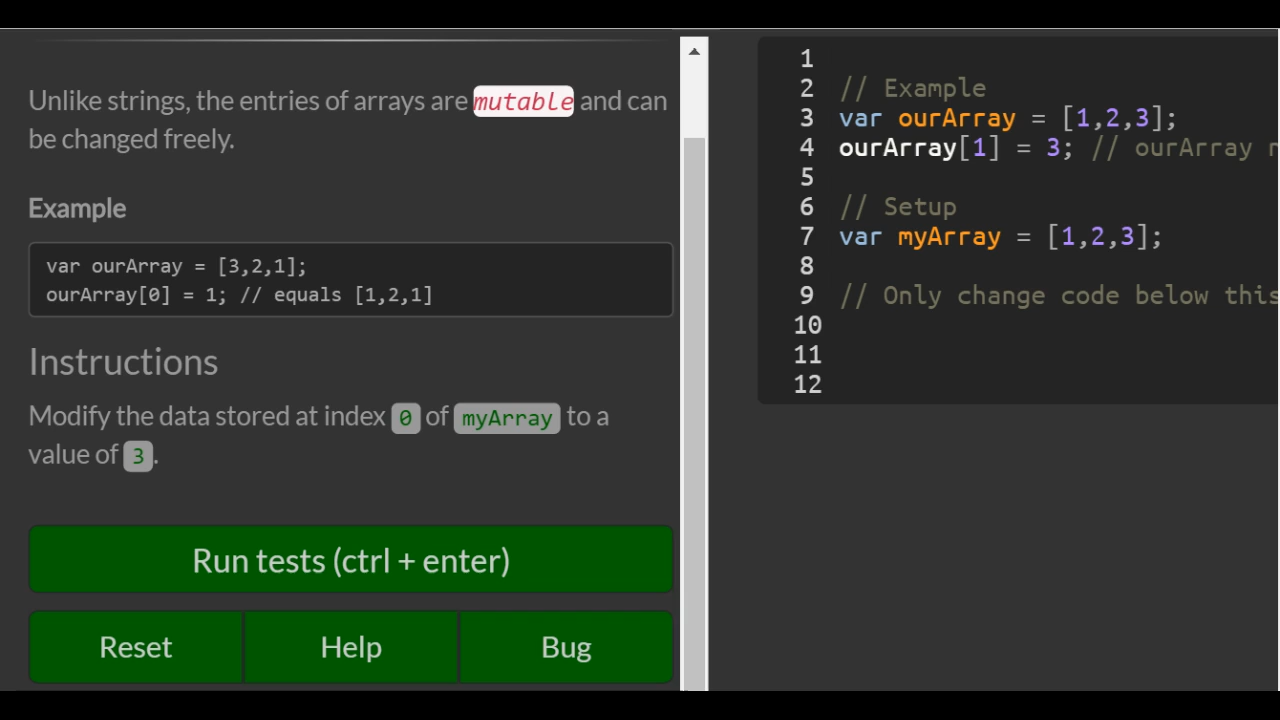 Unlike strings, the entries of arrays are mutable and can
be changed freely.
Example
var ourArray = [3,2,1];
ourArray[0] = 1; // equals [1,2,1]
Instructions
Modify the data stored at index 0 of myArray to a
value of 3.
Run tests (ctrl + enter)
Reset Help Bug
1
2 // Example
3 var ourArray = [1,2,3];
4 ourArray[1] = 3; // ourArray
5
6 // Setup
7 var myArray = [1,2,3];
8
9 // Only change code below this
10
11
12